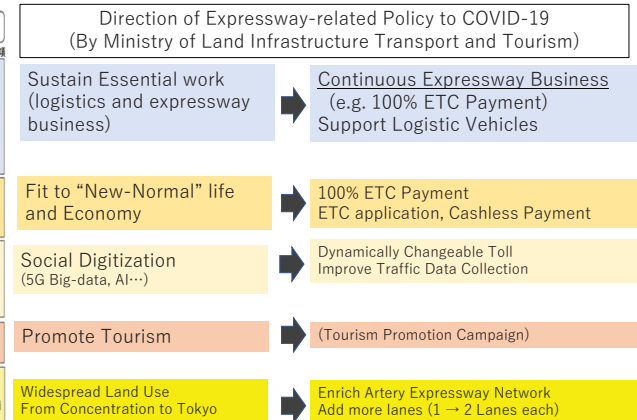 Direction of Expressway-related Policy to COVID-19
(By Ministry of Land Infrastructure Transport and Tourism)
Sustain Essential work
(logistics and expressway
business)
Continuous Expressway Business
(e.g. 100% ETC Payment)
Support Logistic Vehicles
Fit to “New-Normal” life
and Economy
100% ETC Payment
ETC application, Cashless Payment
Social Digitization
(5G Big-data, AI…)
Dynamically Changeable Toll
Improve Traffic Data Collection
Promote Tourism
(Tourism Promotion Campaign)
Widespread Land Use
From Concentration to Tokyo
Enrich Artery Expressway Network
Add more lanes (1 → 2 Lanes each)